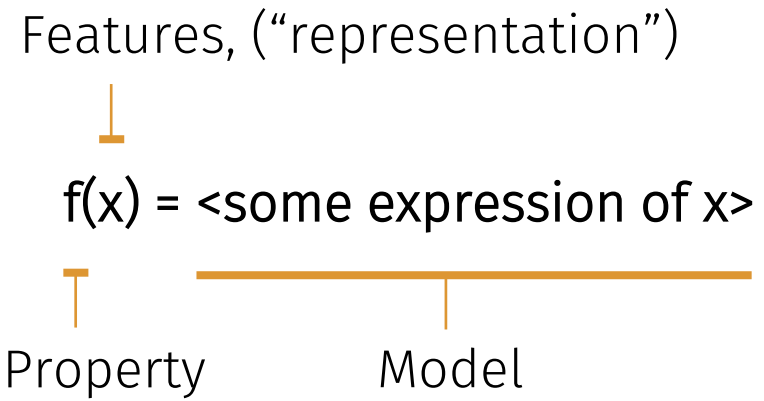 Features, (“representation”)
f(x) = <some expression of x>
Property
Model